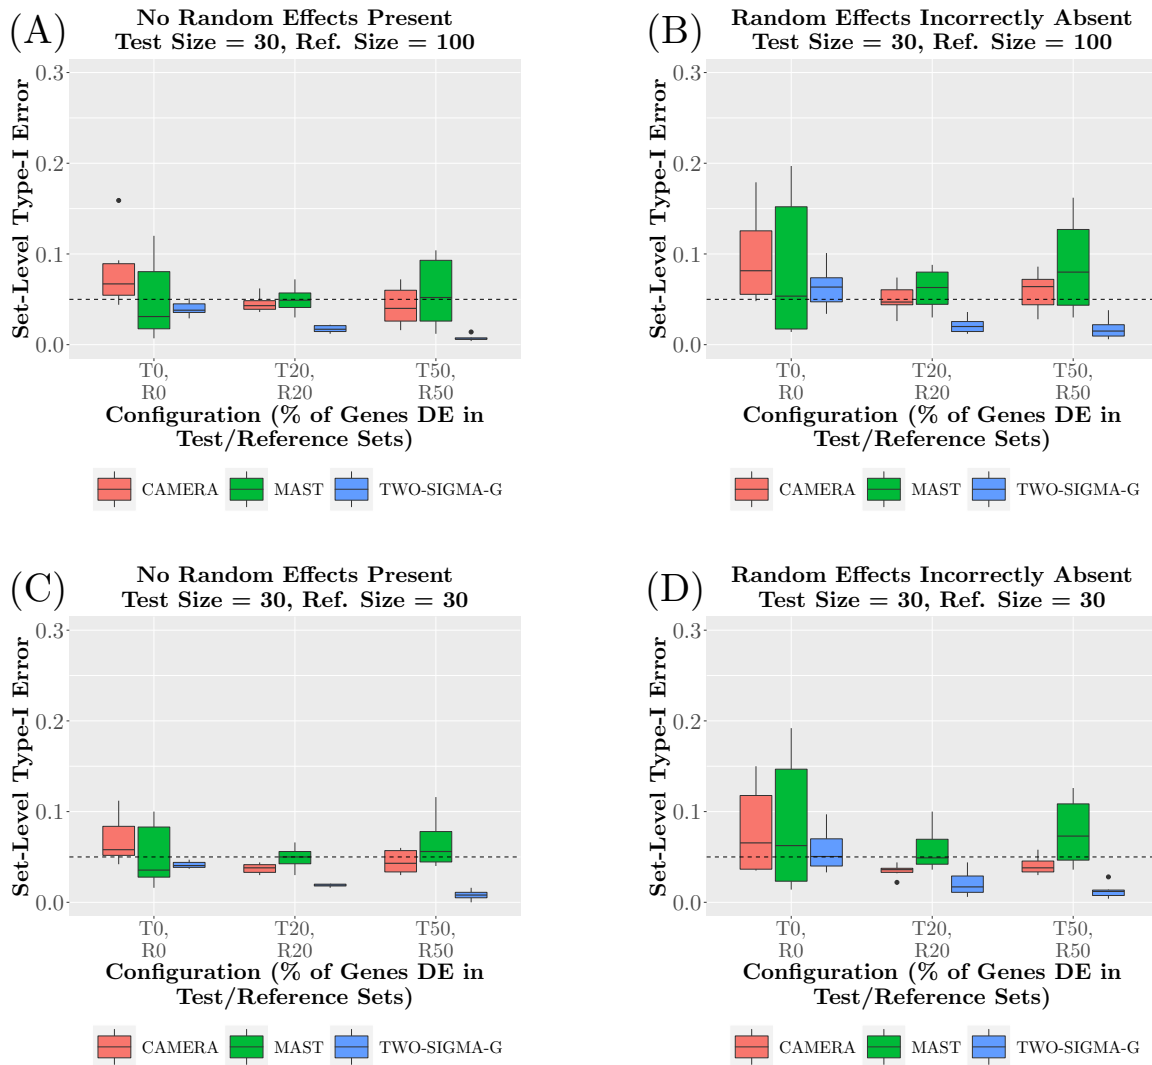 (A)
No Random Effects Present
Test Size = 30, Ref. Size = 100
Set-Level Type-I Error
0.3
0.2
0.1
0.0
T0,
R0
T20,
R20
T50,
R50
Configuration (% of Genes DE in
Test/Reference Sets)
CAMERA MAST TWO-SIGMA-G
(B)
Random Effects Incorrectly Absent
Test Size = 30, Ref. Size = 100
Set-Level Type-I Error
0.3
0.2
0.1
0.0
T0,
R0
T20,
R20
T50,
R50
Configuration (% of Genes DE in
Test/Reference Sets)
CAMERA MAST TWO-SIGMA-G
(C)
No Random Effects Present
Test Size = 30, Ref. Size = 30
Set-Level Type-I Error
0.3
0.2
0.1
0.0
T0,
R0
T20,
R20
T50,
R50
Configuration (% of Genes DE in
Test/Reference Sets)
CAMERA MAST TWO-SIGMA-G
(D)
Random Effects Incorrectly Absent
Test Size = 30, Ref. Size = 30
Set-Level Type-I Error
0.3
0.2
0.1
0.0
T0,
R0
T20,
R20
T50,
R50
Configuration (% of Genes DE in
Test/Reference Sets)
CAMERA MAST TWO-SIGMA-G